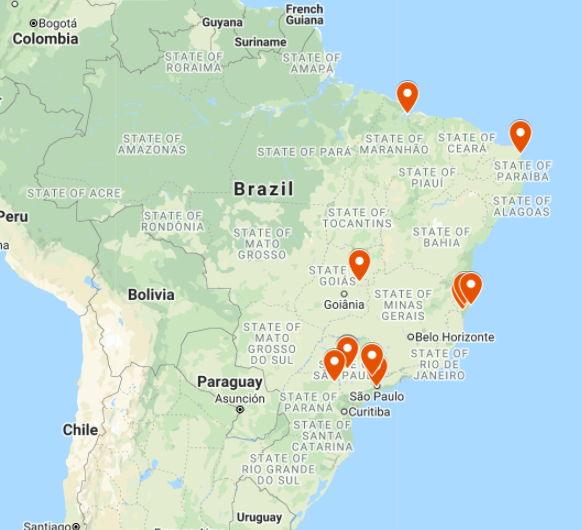 French
Guiana
Guyana
Bogotá
Colombia
Suriname
STATE OF
RORAIMA
STATE OF
AMAPÁ
STATE OF
AMAZONAS
STATE OF PARÁ
STATE OF
MARANHÃO
STATE OF
CEARÁ
STATE OF
PARAÍBA
STATE OF
PIAUÍ
STATE OF ACRE
Brazil
STATE OF
ALAGOAS
Peru
STATE OF
RONDÔNIA
STATE OF
TOCANTINS
STATE OF
MATO
GROSSO
STATE OF
BAHIA
STATE
GOIÁS
Bolivia
Goiânia
STATE OF
MINAS
GERAIS
STATE OF
MATO
GROSSO
DO SUL
Belo Horizonte
STATE OF
RIO DE
JANEIRO
SÃO PAUL
Paraguay
Asunción
São Paulo
STATE OF
PARANÁ
Curitiba
Chile
STATE OF
SANTA
CATARINA
STATE OF
RIO GRANDE
DO SUL
Uruguay
Santiago